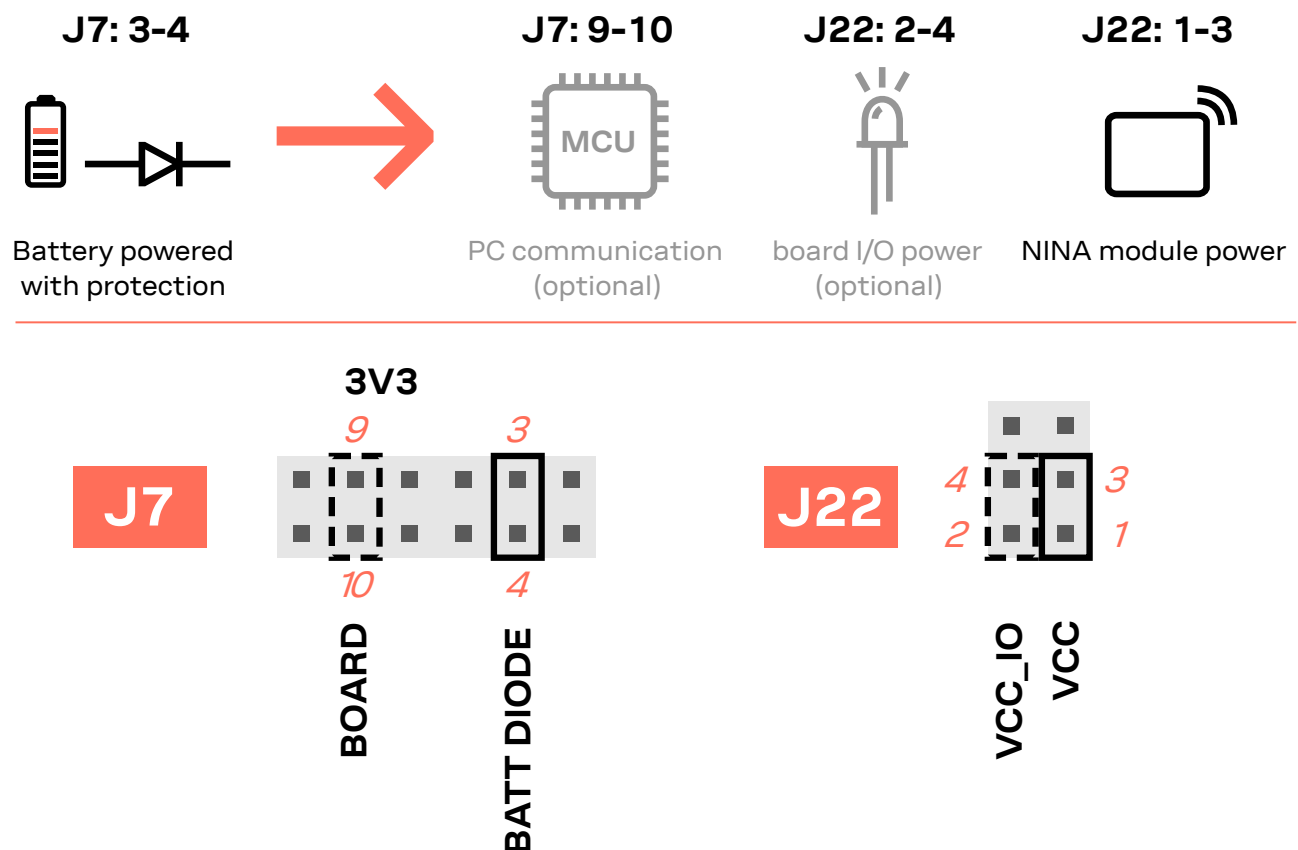 J7: 3-4
J7: 9-10
J22: 2-4
J22: 1-3
MCU
Battery powered
with protection
PC communication
(optional)
board I/O power
(optional)
NINA module power
3V3
9
3
J7
10
4
BOARD
BATT DIODE
J22
4
3
2
1
VCC_IO
VCC